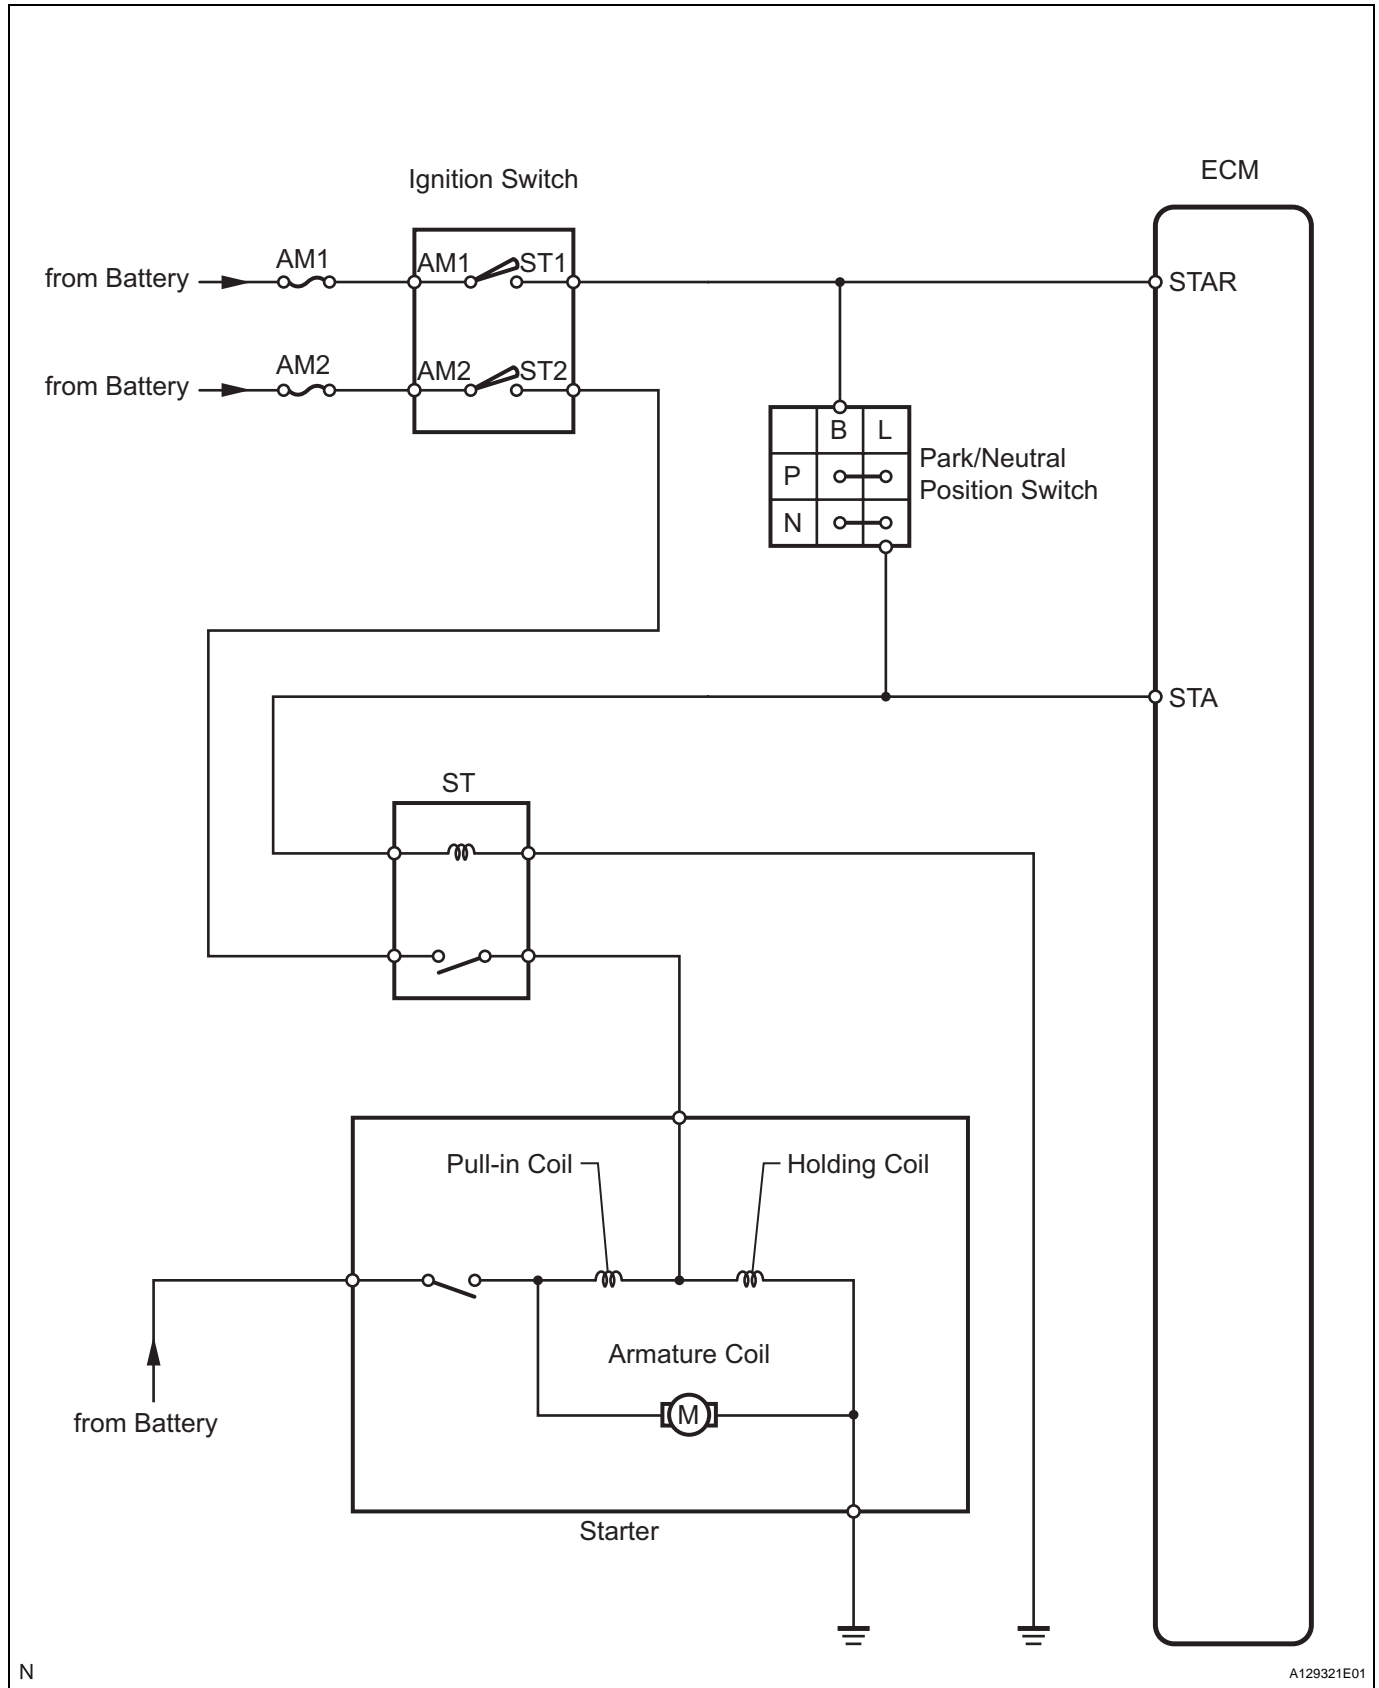 Ignition Switch
ECM
from Battery
AM1
AM1
ST1
STAR
from Battery
AM2
AM2
ST2
B
L
P
N
Park/Neutral
Position Switch
STA
ST
Pull-in Coil
Holding Coil
Armature Coil
M
from Battery
Starter
N
A129321E01